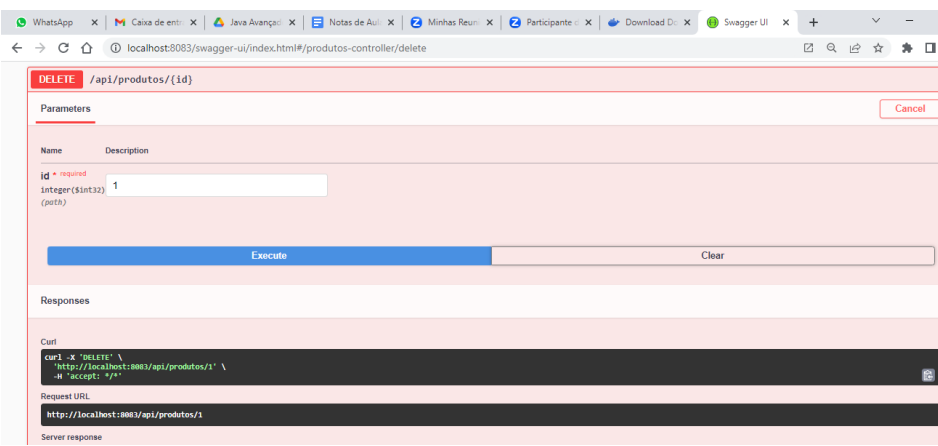 WhatsApp
Caixa de entr
Java Avançad
Notas de Aula
Minhas Reun
Participante d
Download Do
Swagger UI
localhost:8083/swagger-ui/index.html#/produtos-controller/delete
DELETE /api/produtos/{id}
Parameters
Cancel
Name Description
id * required
integer($int32)
(path)
1
Execute Clear
Responses
Curl
curl -X 'DELETE' \
'http://localhost:8083/api/produtos/1' \
-H 'accept: */*'
Request URL
http://localhost:8083/api/produtos/1
Server response